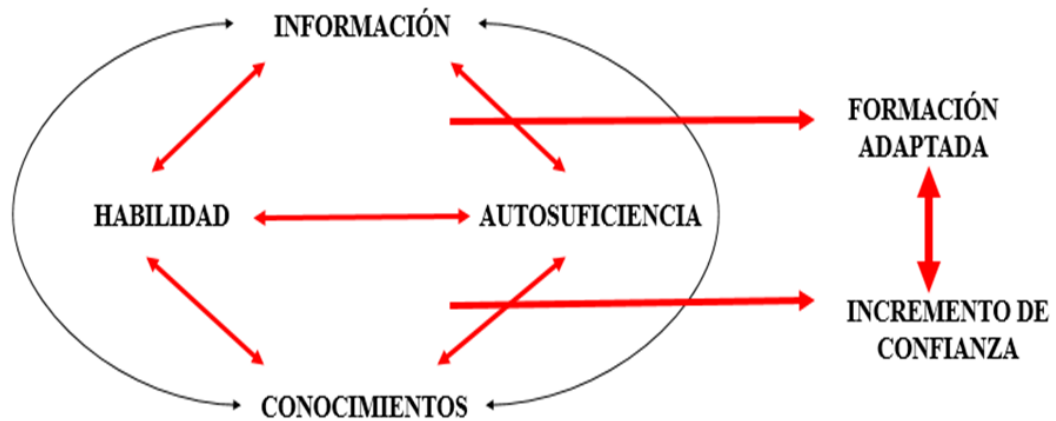 INFORMACIÓN
FORMACIÓN
ADAPTADA
HABILIDAD
AUTOSUFICIENCIA
INCREMENTO DE
CONFIANZA
CONOCIMIENTOS